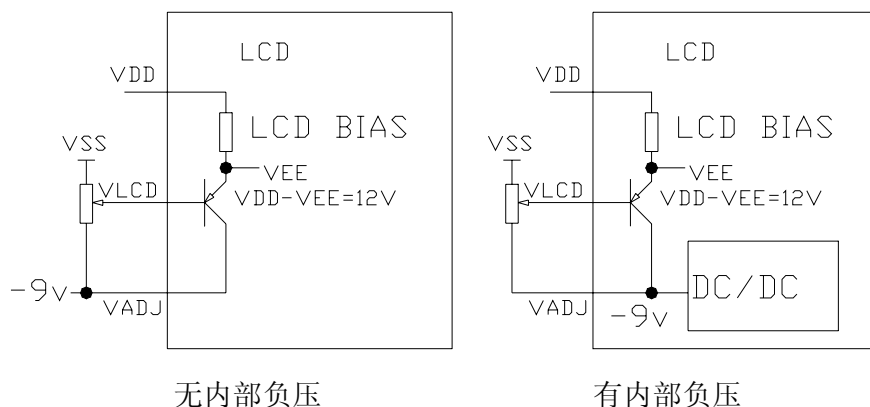 LCD
VDD
LCD BIAS
VSS
VEE
VLCD
VDD-VEE=12V
-9V
VADJ
无内部负压
LCD
VDD
LCD BIAS
VSS
VEE
VLCD
VDD-VEE=12V
DC/DC
VADJ
-9V
有内部负压